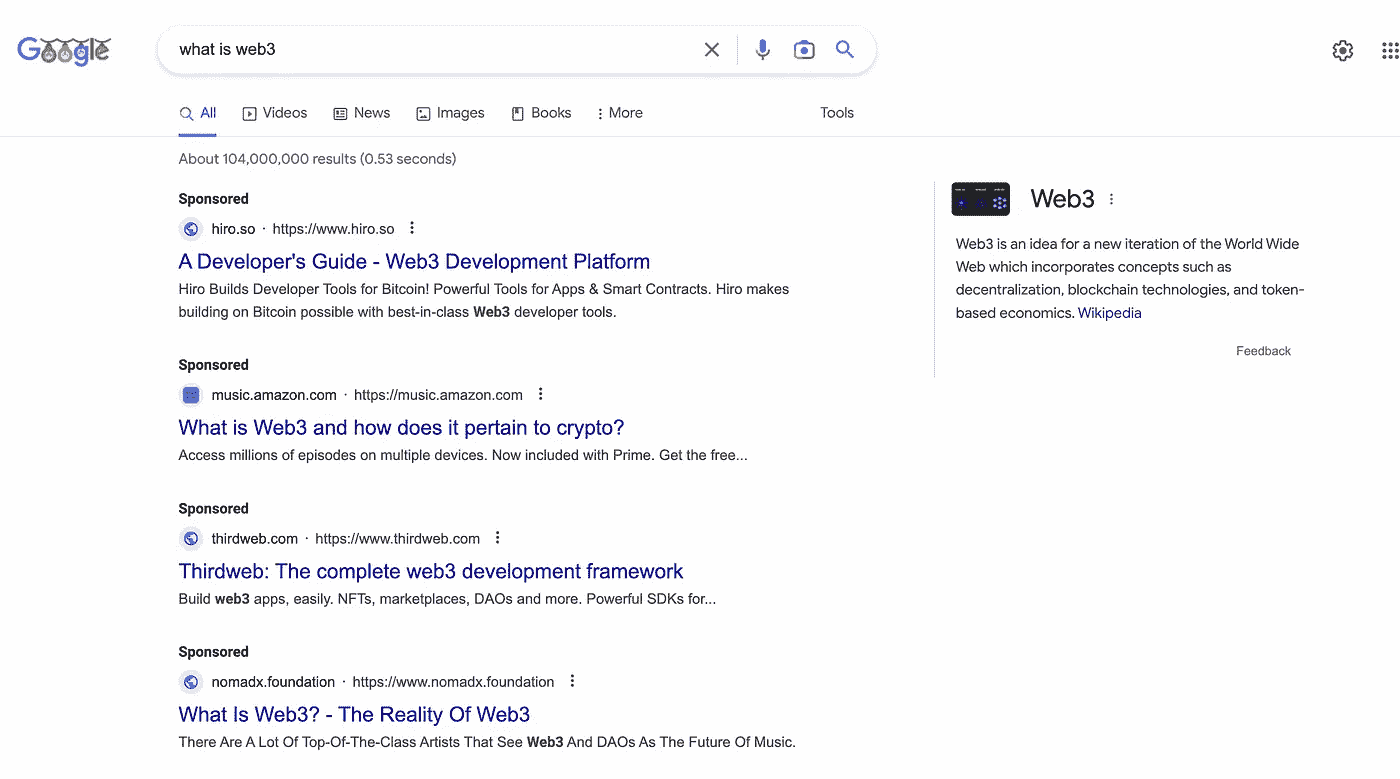 Google
what is web3
All
Videos
News
Images
Books
More
Tools
About 104,000,000 results (0.53 seconds)
Sponsored
hiro.so · https://www.hiro.so
A Developer's Guide - Web3 Development Platform
Hiro Builds Developer Tools for Bitcoin! Powerful Tools for Apps & Smart Contracts. Hiro makes
building on Bitcoin possible with best-in-class Web3 developer tools.
Sponsored
music.amazon.com · https://music.amazon.com
What is Web3 and how does it pertain to crypto?
Access millions of episodes on multiple devices. Now included with Prime. Get the free...
Sponsored
thirdweb.com · https://www.thirdweb.com
Thirdweb: The complete web3 development framework
Build web3 apps, easily. NFTs, marketplaces, DAOs and more. Powerful SDKs for...
Sponsored
nomadx.foundation · https://www.nomadx.foundation
What Is Web3? - The Reality Of Web3
There Are A Lot Of Top-Of-The-Class Artists That See Web3 And DAOs As The Future Of Music.
Web3
Web3 is an idea for a new iteration of the World Wide
Web which incorporates concepts such as
decentralization, blockchain technologies, and token-
based economics. Wikipedia
Feedback